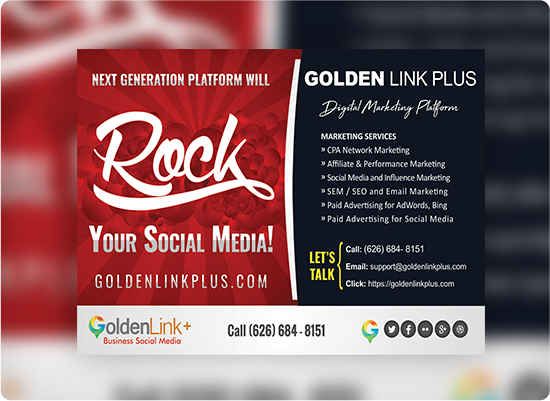 NEXT GENERATION PLATFORM WILL
Rock
YOUR SOCIAL MEDIA!
GOLDENLINKPLUS.COM
GOLDEN LINK PLUS
Digital Marketing Platform
MARKETING SERVICES
» CPA Network Marketing
» Affiliate & Performance Marketing
» Social Media and Influence Marketing
» SEM / SEO and Email Marketing
» Paid Advertising for AdWords, Bing
» Paid Advertising for Social Media
LET'S
TALK
Call: (626) 684- 8151
Email: support@goldenlinkplus.com
Click: https://goldenlinkplus.com
GoldenLink+
Business Social Media
Call (626) 684 - 8151